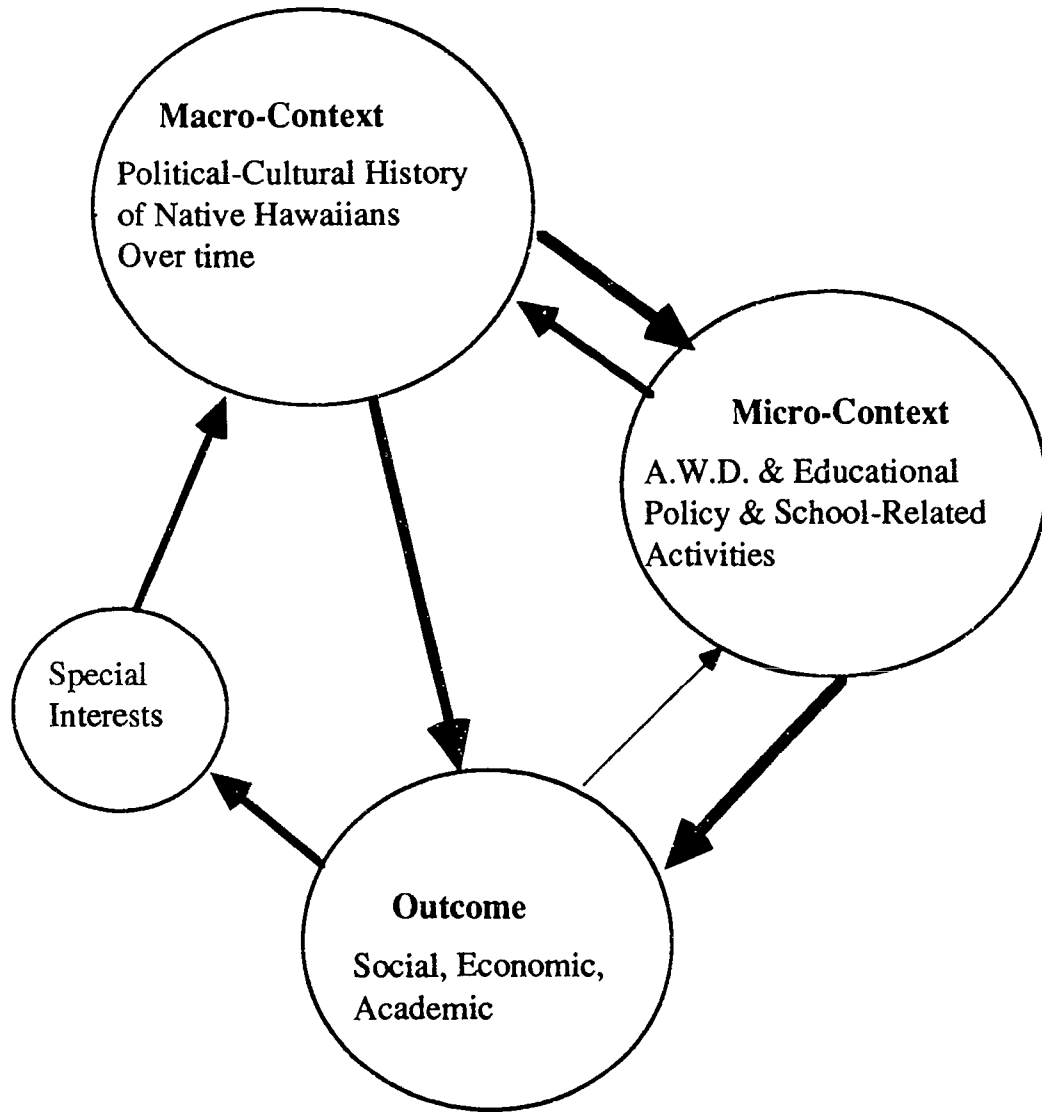 Macro-Context
Political-Cultural History
of Native Hawaiians
Over time
Micro-Context
A.W.D. & Educational
Policy & School-Related
Activities
Special
Interests
Outcome
Social, Economic,
Academic